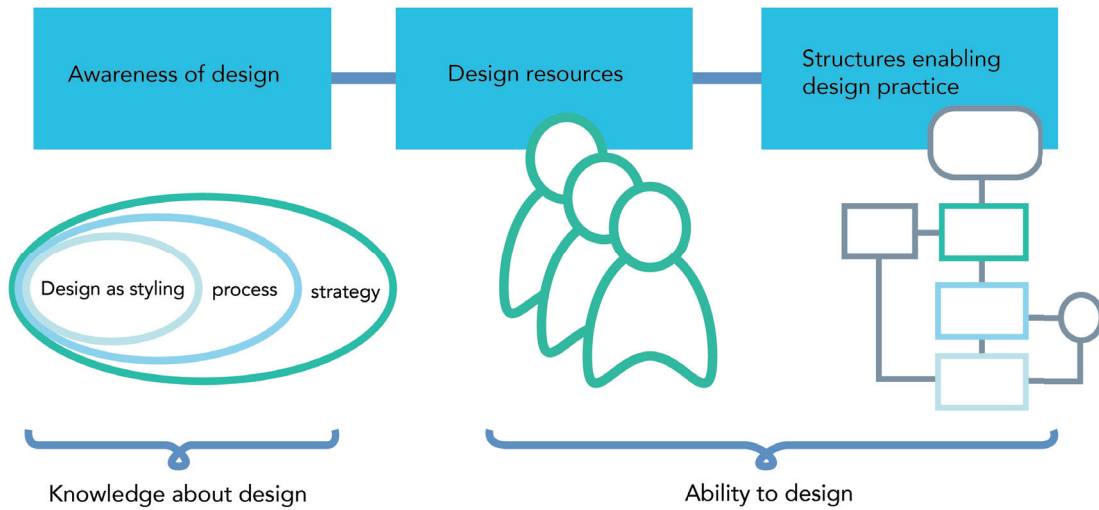 Awareness of design
Design resources
Structures enabling
design practice
Design as styling
process
strategy
Knowledge about design
Ability to design